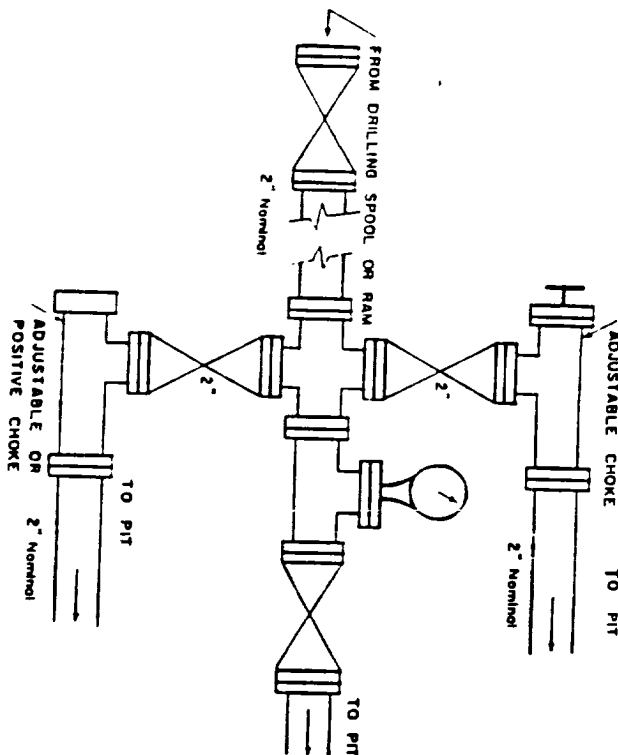 FROM DRILLING SPOOL OR RAM
2" Nominal
ADJUSTABLE CHOKE
TO PIT
2" Nominal
2"
2"
ADJUSTABLE OR
POSITIVE CHOKE
TO PIT
2" Nominal
TO PIT